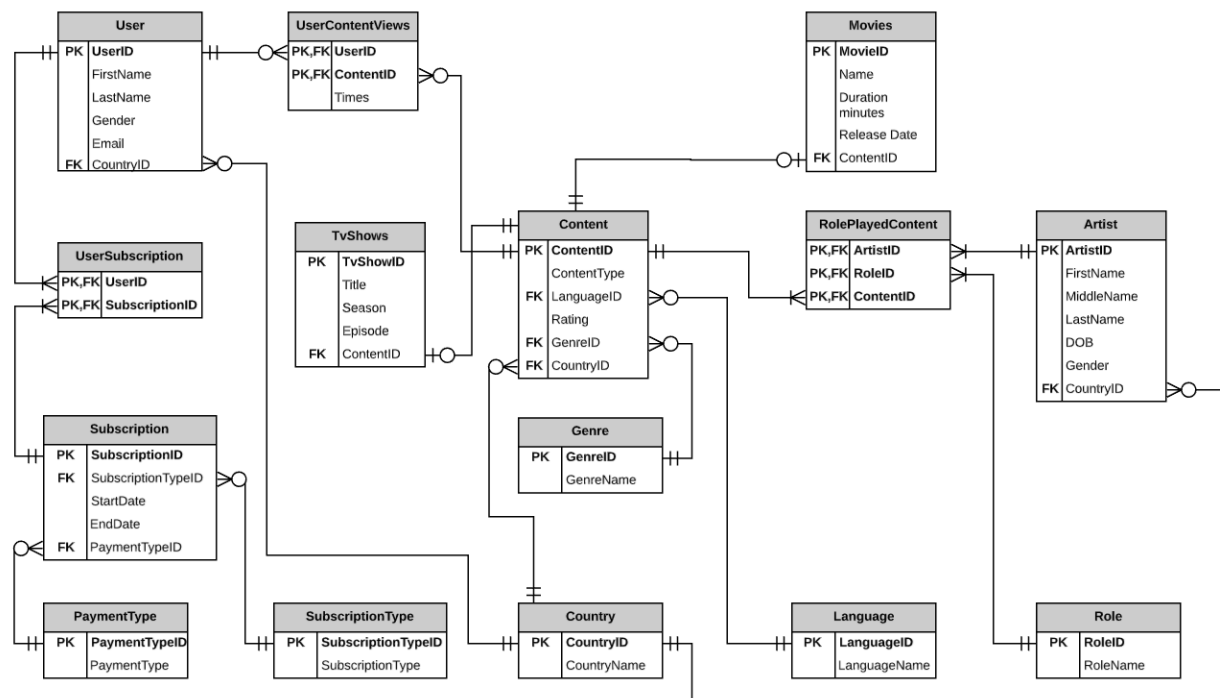 User
PK UserID
FirstName
LastName
Gender
Email
FK CountryID
UserContentViews
PK,FK UserID
PK,FK ContentID
Times
Movies
PK MovieID
Name
Duration
minutes
Release Date
FK ContentID
UserSubscription
PK,FK UserID
PK,FK SubscriptionID
TvShows
PK TvShowID
Title
Season
Episode
FK ContentID
Content
PK ContentID
ContentType
FK LanguageID
Rating
FK GenreID
FK CountryID
RolePlayedContent
PK,FK ArtistID
PK,FK RoleID
PK,FK ContentID
Artist
PK ArtistID
FirstName
MiddleName
LastName
DOB
Gender
FK CountryID
Subscription
PK SubscriptionID
FK SubscriptionTypeID
StartDate
EndDate
FK PaymentTypeID
Genre
PK GenreID
GenreName
PaymentType
PK PaymentTypeID
PaymentType
SubscriptionType
PK SubscriptionTypeID
SubscriptionType
Country
PK CountryID
CountryName
Language
PK LanguageID
LanguageName
Role
PK RoleID
RoleName